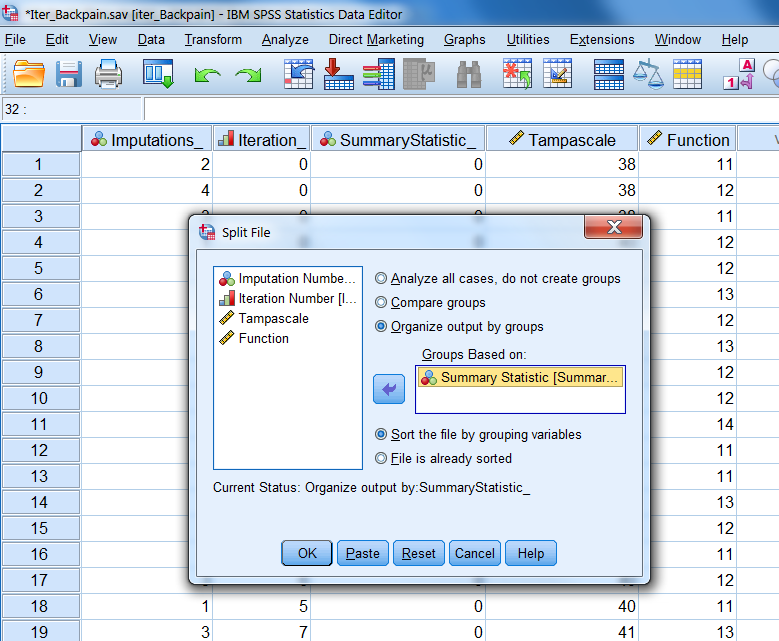 *Iter_Backpain.sav [iter_Backpain] - IBM SPSS Statistics Data Editor
File Edit View Data Transform Analyze Direct Marketing Graphs Utilities Extensions Window Help
μ A 1
32 :
Imputations_ Iteration_ SummaryStatistic_ Tampascale Function
1 2 0 0 38 11
2 4 0 0 38 12
3 11
4 12
5 12
6 13
7 12
8 13
9 12
10 12
11 14
12 11
13 11
14 13
15 12
16 11
17 12
18 1 5 0 40 11
19 3 7 0 41 13
Split File
Imputation Numbe...
Iteration Number [I...
Tampascale
Function
Analyze all cases, do not create groups
Compare groups
Organize output by groups
Groups Based on:
Summary Statistic [Summar...
Sort the file by grouping variables
File is already sorted
Current Status: Organize output by:SummaryStatistic_
OK Paste Reset Cancel Help